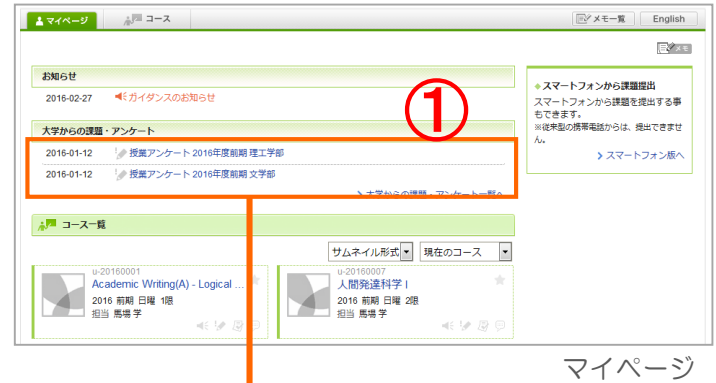 マイページ コース メモ一覧 English
メモ
お知らせ
2016-02-27 ガイダンスのお知らせ
①
大学からの課題・アンケート
2016-01-12 授業アンケート 2016年度前期 理工学部
2016-01-12 授業アンケート 2016年度前期 文学部
大学からの課題・アンケート一覧へ
スマートフォンから課題提出
スマートフォンから課題を提出する事
もできます。
※従来型の携帯電話からは、提出できませ
ん。
スマートフォン版へ
コース一覧
サムネイル形式 現在のコース
u-20160001
Academic Writing(A) - Logical ...
2016 前期 日曜 1限
担当 馬場 学
u-20160007
人間発達科学 I
2016 前期 日曜 2限
担当 馬場 学
マイページ